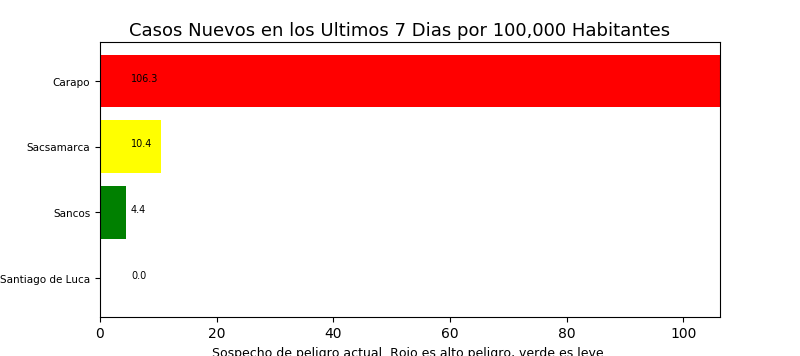 Casos Nuevos en los Ultimos 7 Dias por 100,000 Habitantes
Carapo 106.3
Sacsamarca 10.4
Sancos 4.4
Santiago de Luca 0.0
0 20 40 60 80 100
Sospecho de peligro actual. Rojo es alto peligro, verde es leve